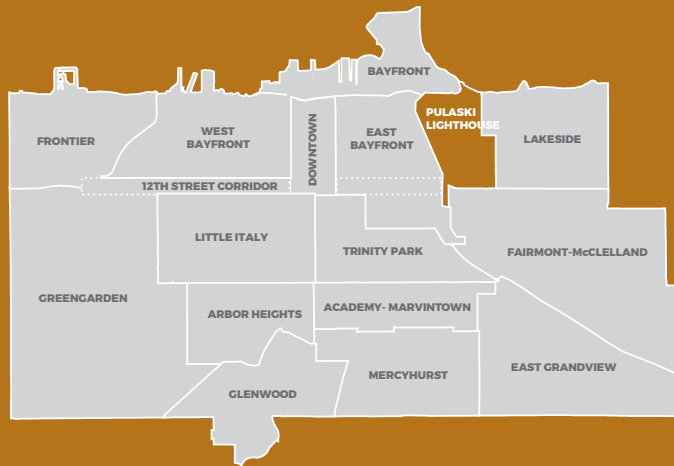 BAYFRONT
FRONTIER
WEST
BAYFRONT
DOWNTOWN
EAST
BAYFRONT
PULASKI
LIGHTHOUSE
LAKESIDE
12TH STREET CORRIDOR
LITTLE ITALY
TRINITY PARK
FAIRMONT-McCLELLAND
GREENGARDEN
ARBOR HEIGHTS
ACADEMY- MARVINTOWN
GLENWOOD
MERCYHURST
EAST GRANDVIEW